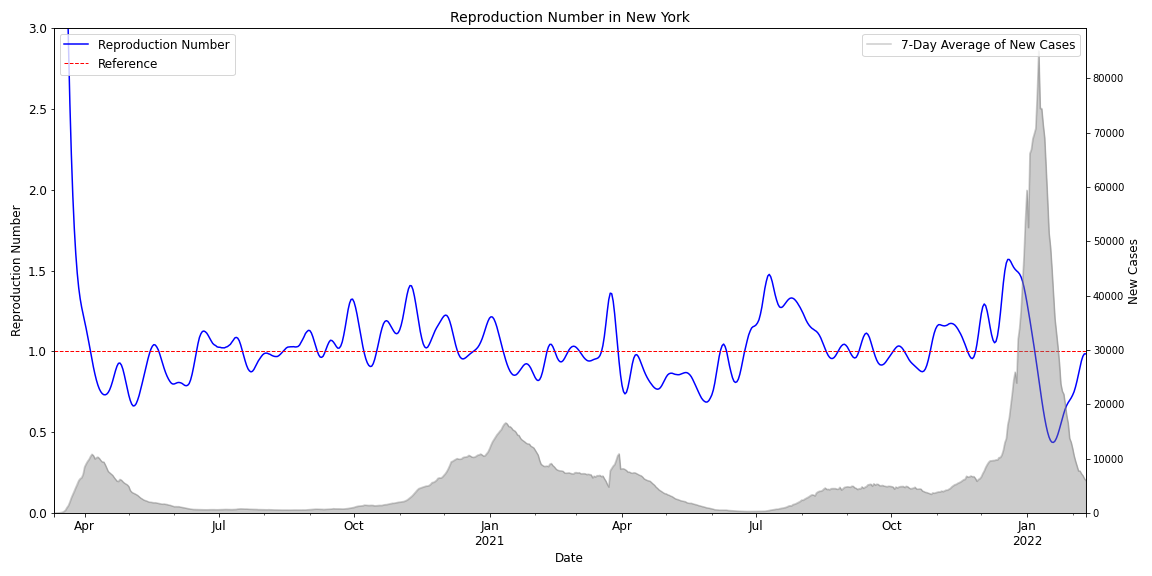 Reproduction Number in New York
Reproduction Number
Reference
7-Day Average of New Cases
3.0
2.5
2.0
1.5
1.0
0.5
0.0
Reproduction Number
80000
70000
60000
50000
40000
30000
20000
10000
0
New Cases
Apr
Jul
Oct
Jan
2021
Apr
Jul
Oct
Jan
2022
Date